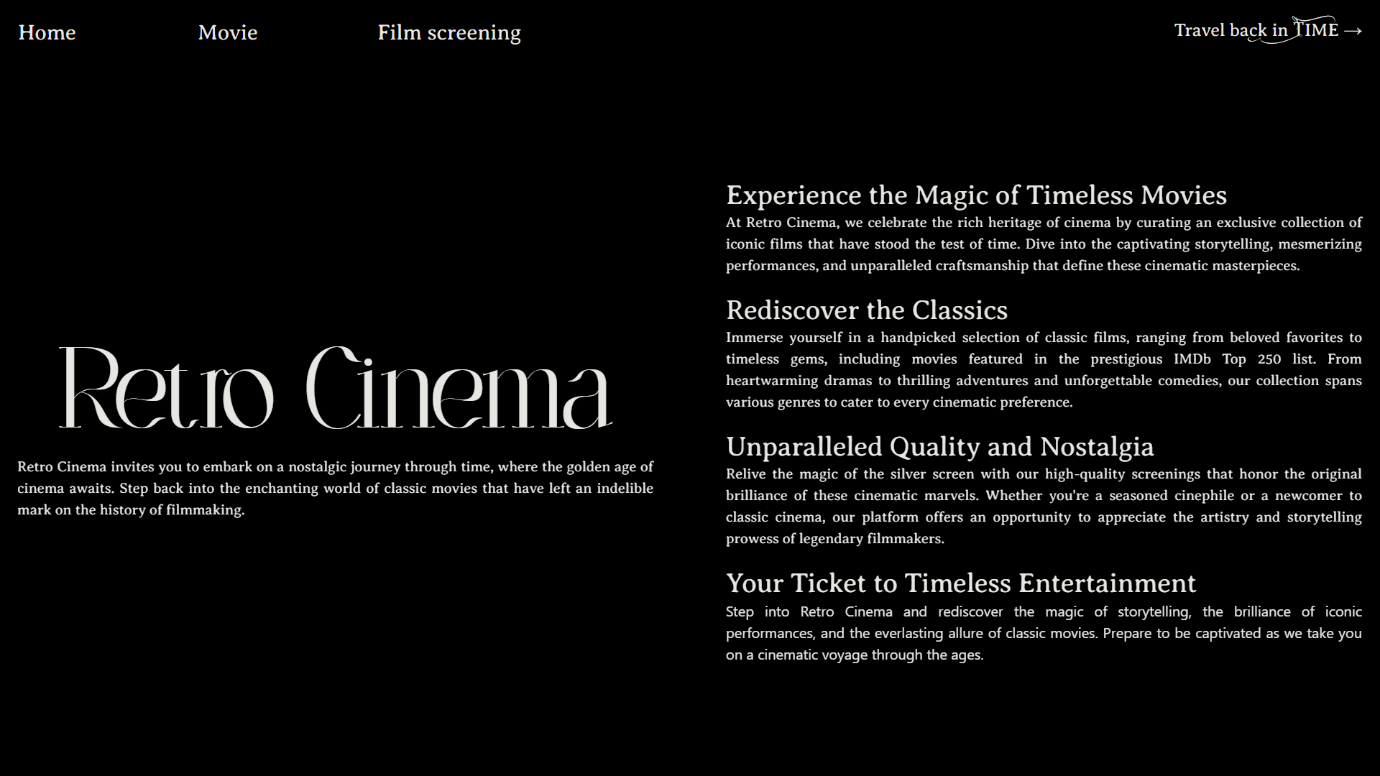 Home
Movie
Film screening
Travel back in TIME →
Retro Cinema
Retro Cinema invites you to embark on a nostalgic journey through time, where the golden age of
cinema awaits. Step back into the enchanting world of classic movies that have left an indelible
mark on the history of filmmaking.
Experience the Magic of Timeless Movies
At Retro Cinema, we celebrate the rich heritage of cinema by curating an exclusive collection of
iconic films that have stood the test of time. Dive into the captivating storytelling, mesmerizing
performances, and unparalleled craftsmanship that define these cinematic masterpieces.
Rediscover the Classics
Immerse yourself in a handpicked selection of classic films, ranging from beloved favorites to
timeless gems, including movies featured in the prestigious IMDb Top 250 list. From
heartwarming dramas to thrilling adventures and unforgettable comedies, our collection spans
various genres to cater to every cinematic preference.
Unparalleled Quality and Nostalgia
Relive the magic of the silver screen with our high-quality screenings that honor the original
brilliance of these cinematic marvels. Whether you're a seasoned cinephile or a newcomer to
classic cinema, our platform offers an opportunity to appreciate the artistry and storytelling
prowess of legendary filmmakers.
Your Ticket to Timeless Entertainment
Step into Retro Cinema and rediscover the magic of storytelling, the brilliance of iconic
performances, and the everlasting allure of classic movies. Prepare to be captivated as we take you
on a cinematic voyage through the ages.